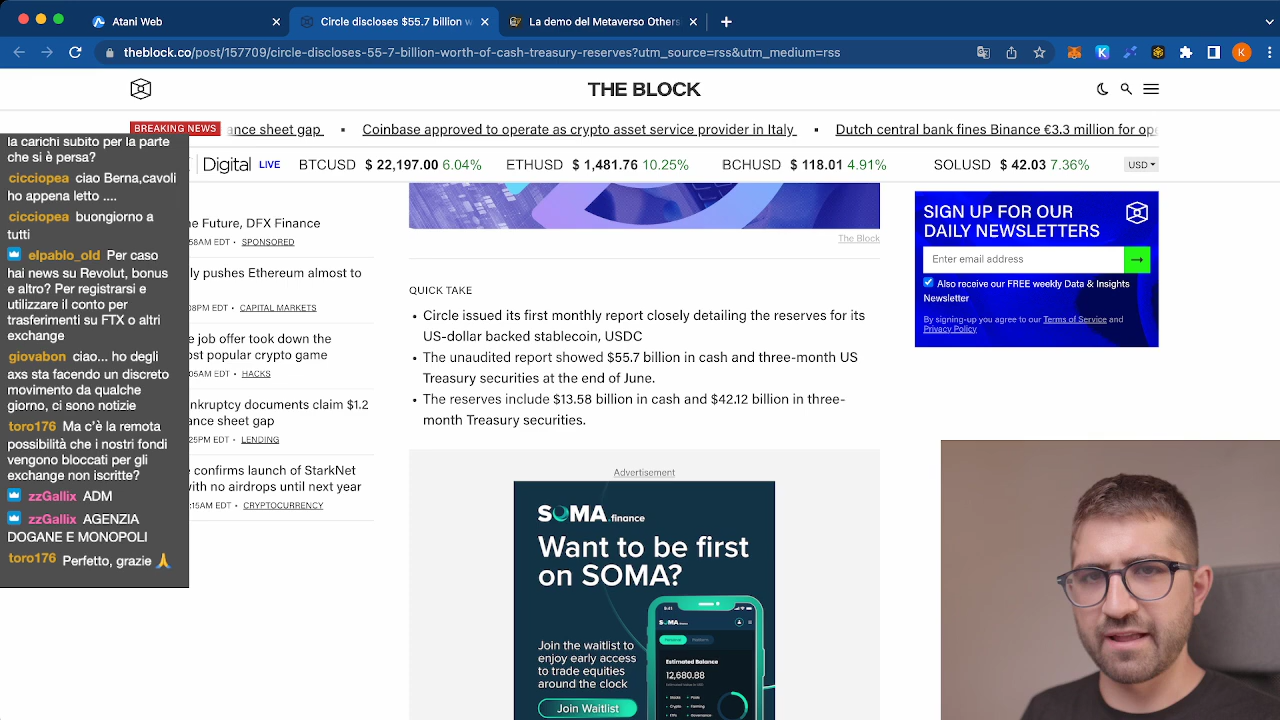 Atani Web
Circle discloses $55.7 billion w
La demo del Metaverso Others
theblock.co/post/157709/circle-discloses-55-7-billion-worth-of-cash-treasury-reserves?utm_source=rss&utm_medium=rss
K
K
THE BLOCK
BREAKING NEWS
ance sheet gap
Coinbase approved to operate as crypto asset service provider in Italy
Dutch central bank fines Binance €3.3 million for ope
Digital LIVE
BTCUSD $ 22,197.00 6.04%
ETHUSD $ 1,481.76 10.25%
BCHUSD $ 118.01 4.91%
SOLUSD $ 42.03 7.36%
USD
la carichi subito per la parte
che si è persa?
cicciopea ciao Berna,cavoli
ho appena letto ....
cicciopea buongiorno a
tutti
elpablo_old Per caso
hai news su Revolut, bonus
e altro? Per registrarsi e
utilizzare il conto per
trasferimenti su FTX o altri
exchange
giovabon ciao... ho degli
axs sta facendo un discreto
movimento da qualche
giorno, ci sono notizie
toro176 Ma c'è la remota
possibilità che i nostri fondi
vengono bloccati per gli
exchange non iscritte?
zzGallix ADM
zzGallix AGENZIA
DOGANE E MONOPOLI
toro176 Perfetto, grazie 🙏
e Future, DFX Finance
56AM EDT • SPONSORED
ly pushes Ethereum almost to
08PM EDT • CAPITAL MARKETS
e job offer took down the
ost popular crypto game
05AM EDT • HACKS
nkruptcy documents claim $1.2
ance sheet gap
25PM EDT • LENDING
e confirms launch of StarkNet
with no airdrops until next year
:15AM EDT • CRYPTOCURRENCY
The Block
QUICK TAKE
• Circle issued its first monthly report closely detailing the reserves for its
US-dollar backed stablecoin, USDC
• The unaudited report showed $55.7 billion in cash and three-month US
Treasury securities at the end of June.
• The reserves include $13.58 billion in cash and $42.12 billion in three-
month Treasury securities.
Advertisement
SOMA.finance
Want to be first
on SOMA?
Join the waitlist to
enjoy early access
to trade equities
around the clock
Join Waitlist
9:41
SOMA.finance
Estimated Balance
12,680.88
SIGN UP FOR OUR
DAILY NEWSLETTERS
Enter email address
Also receive our FREE weekly Data & Insights
Newsletter
By signing-up you agree to our Terms of Service and
Privacy Policy